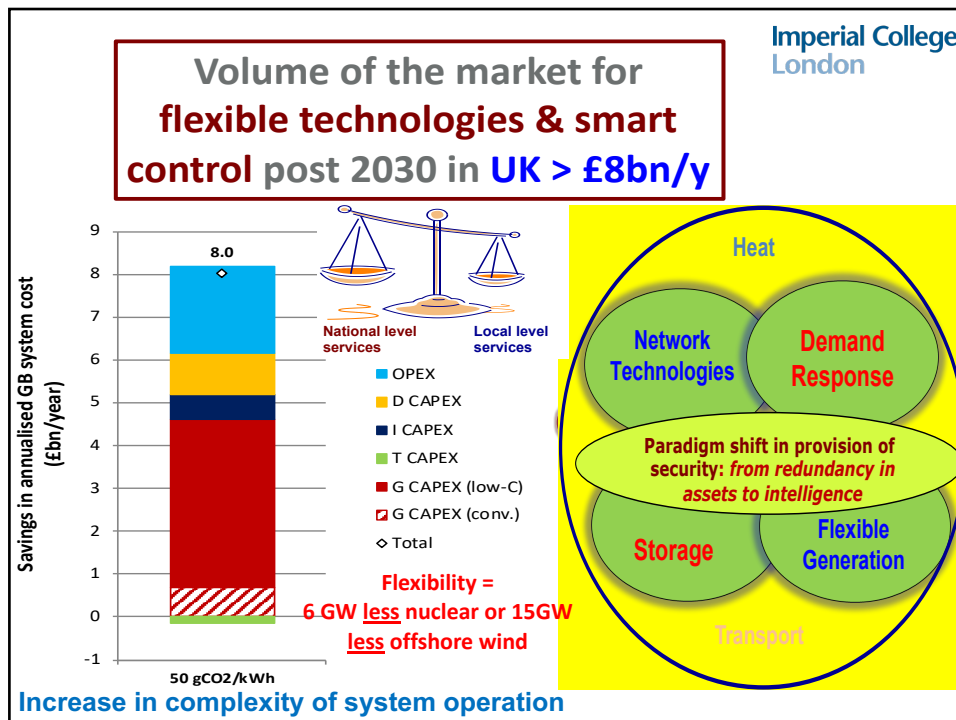 Imperial College
London
Volume of the market for
flexible technologies & smart
control post 2030 in UK > £8bn/y
Savings in annualised GB system cost
(£bn/year)
9
8
7
6
5
4
3
2
1
0
-1
8.0
50 gCO2/kWh
National level
services
Local level
services
OPEX
D CAPEX
I CAPEX
T CAPEX
G CAPEX (low-C)
G CAPEX (conv.)
Total
Flexibility =
6 GW less nuclear or 15GW
less offshore wind
Heat
Network
Technologies
Demand
Response
Paradigm shift in provision of
security: from redundancy in
assets to intelligence
Storage
Flexible
Generation
Transport
Increase in complexity of system operation